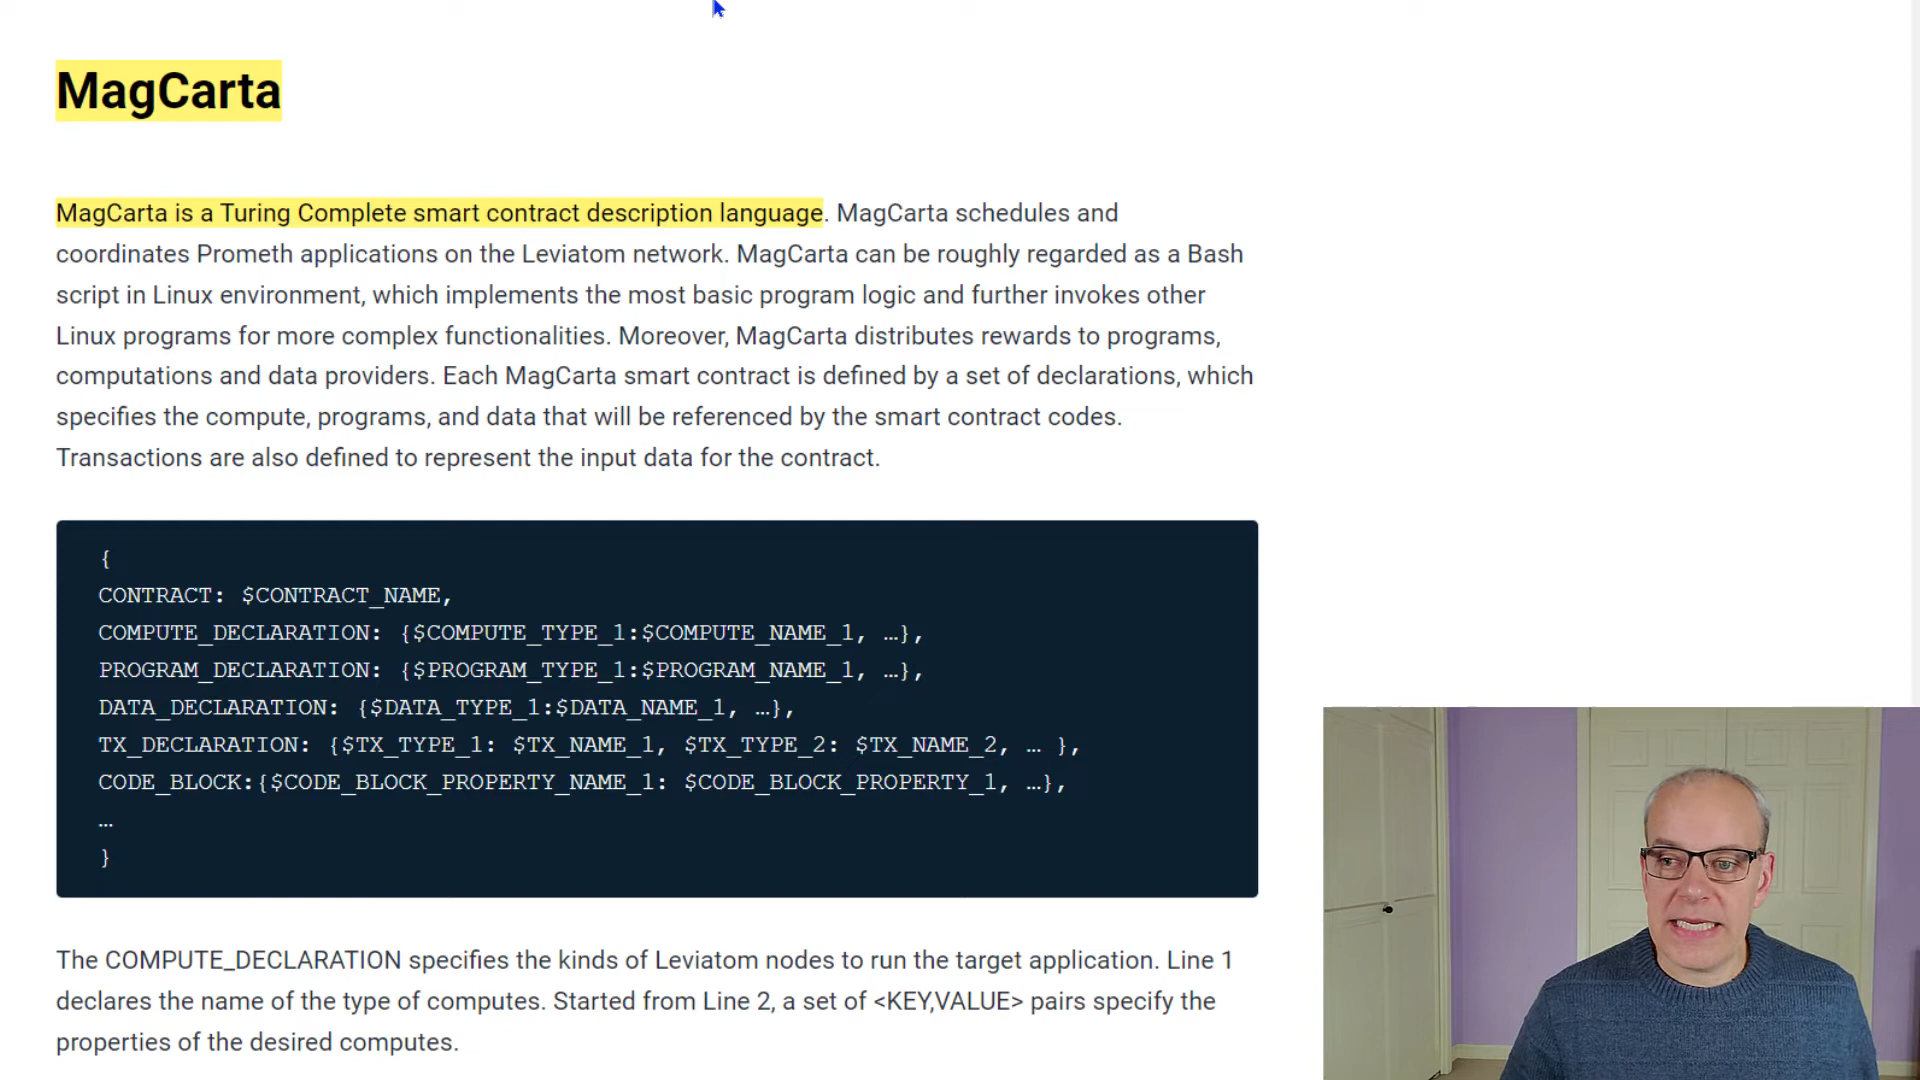 MagCarta
MagCarta is a Turing Complete smart contract description language. MagCarta schedules and
coordinates Prometh applications on the Leviatom network. MagCarta can be roughly regarded as a Bash
script in Linux environment, which implements the most basic program logic and further invokes other
Linux programs for more complex functionalities. Moreover, MagCarta distributes rewards to programs,
computations and data providers. Each MagCarta smart contract is defined by a set of declarations, which
specifies the compute, programs, and data that will be referenced by the smart contract codes.
Transactions are also defined to represent the input data for the contract.
{
CONTRACT: $CONTRACT_NAME,
COMPUTE_DECLARATION: {$COMPUTE_TYPE_1:$COMPUTE_NAME_1, …},
PROGRAM_DECLARATION: {$PROGRAM_TYPE_1:$PROGRAM_NAME_1, …},
DATA_DECLARATION: {$DATA_TYPE_1:$DATA_NAME_1, …},
TX_DECLARATION: {$TX_TYPE_1: $TX_NAME_1, $TX_TYPE_2: $TX_NAME_2, … },
CODE_BLOCK:{$CODE_BLOCK_PROPERTY_NAME_1: $CODE_BLOCK_PROPERTY_1, …},
…
}
The COMPUTE_DECLARATION specifies the kinds of Leviatom nodes to run the target application. Line 1
declares the name of the type of computes. Started from Line 2, a set of <KEY,VALUE> pairs specify the
properties of the desired computes.